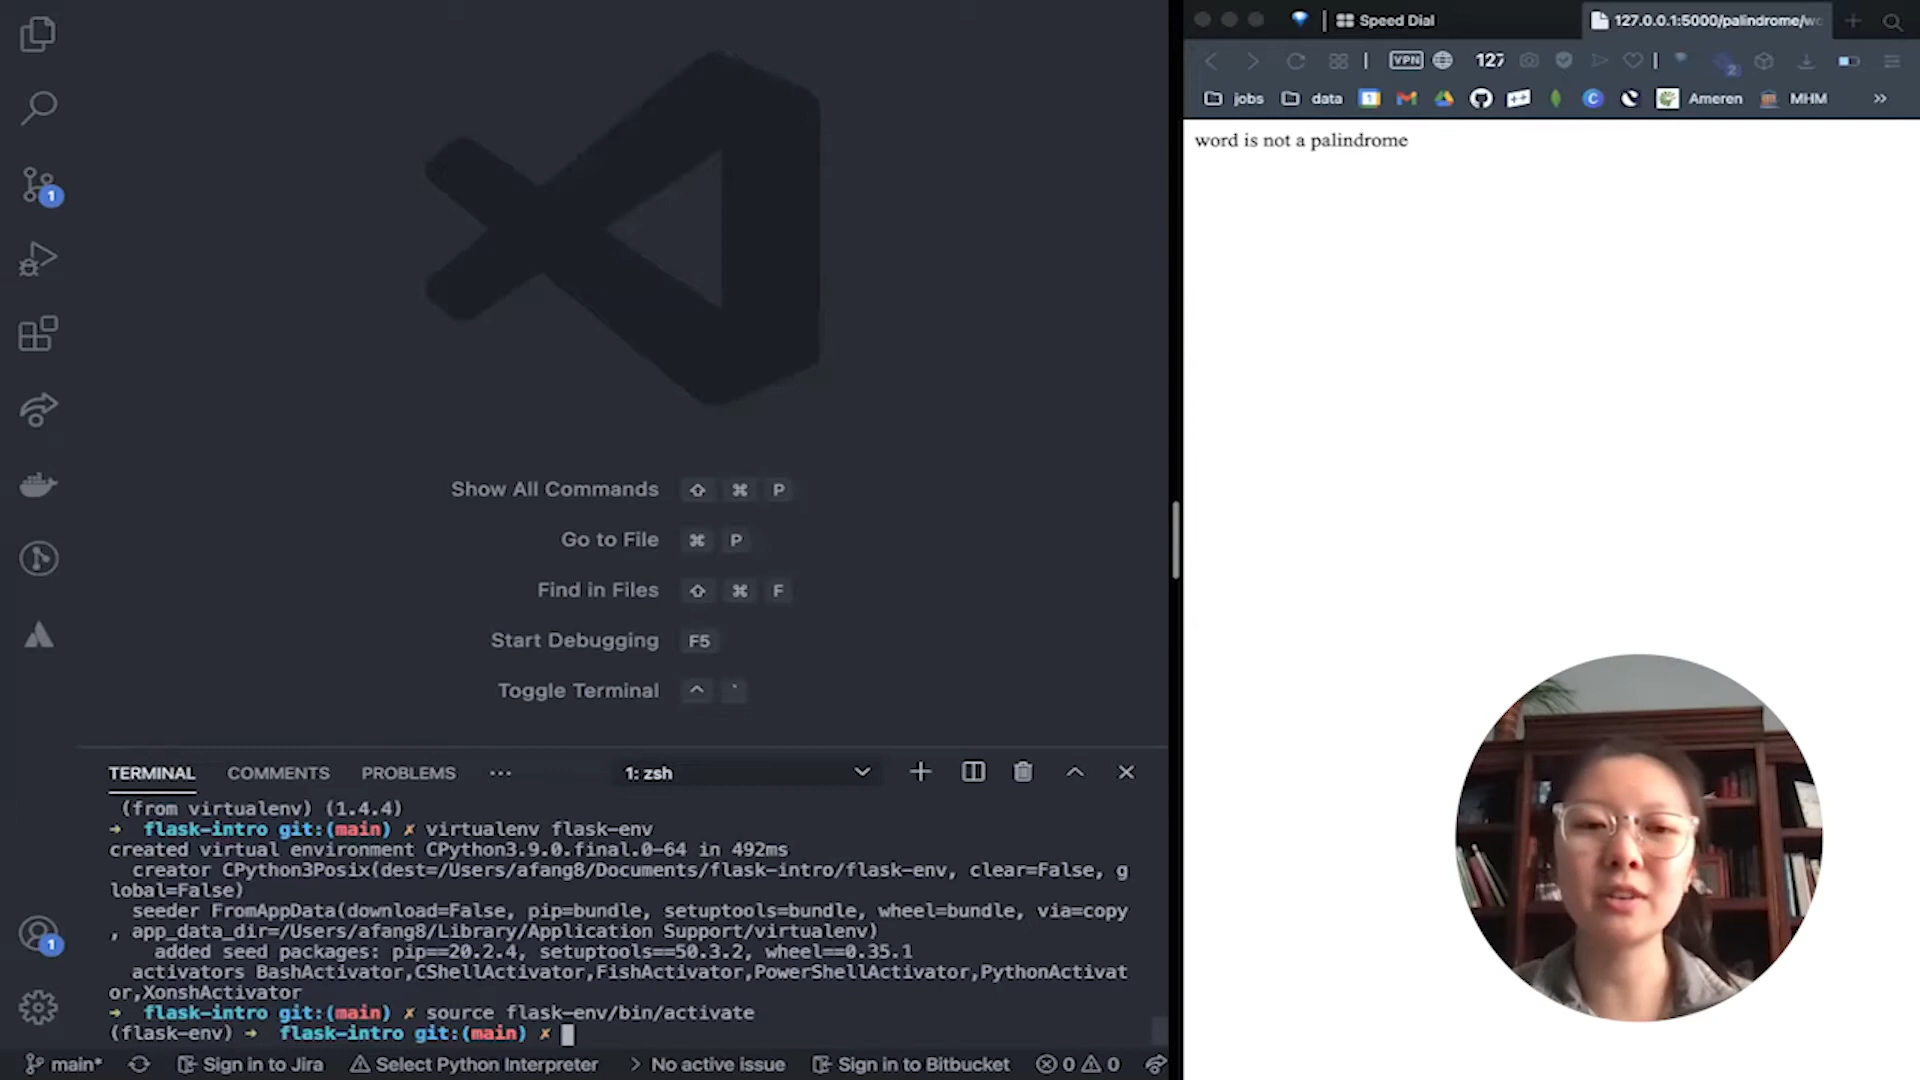 1
1
Show All Commands ⇧ ⌘ P
Go to File ⌘ P
Find in Files ⇧ ⌘ F
Start Debugging F5
Toggle Terminal ^ `
TERMINAL COMMENTS PROBLEMS ··· 1: zsh
(from virtualenv) (1.4.4)
➜ flask-intro git:(main) ✗ virtualenv flask-env
created virtual environment CPython3.9.0.final.0-64 in 492ms
creator CPython3Posix(dest=/Users/afang8/Documents/flask-intro/flask-env, clear=False, g
lobal=False)
seeder FromAppData(download=False, pip=bundle, setuptools=bundle, wheel=bundle, via=copy
, app_data_dir=/Users/afang8/Library/Application Support/virtualenv)
added seed packages: pip==20.2.4, setuptools==50.3.2, wheel==0.35.1
activators BashActivator,CShellActivator,FishActivator,PowerShellActivator,PythonActivat
or,XonshActivator
➜ flask-intro git:(main) ✗ source flask-env/bin/activate
(flask-env) ➜ flask-intro git:(main) ✗
main* Sign in to Jira Select Python Interpreter No active issue Sign in to Bitbucket 0 0
Speed Dial 127.0.0.1:5000/palindrome/wo
VPN 127 2
jobs data 1 C Ameren MHM »
word is not a palindrome